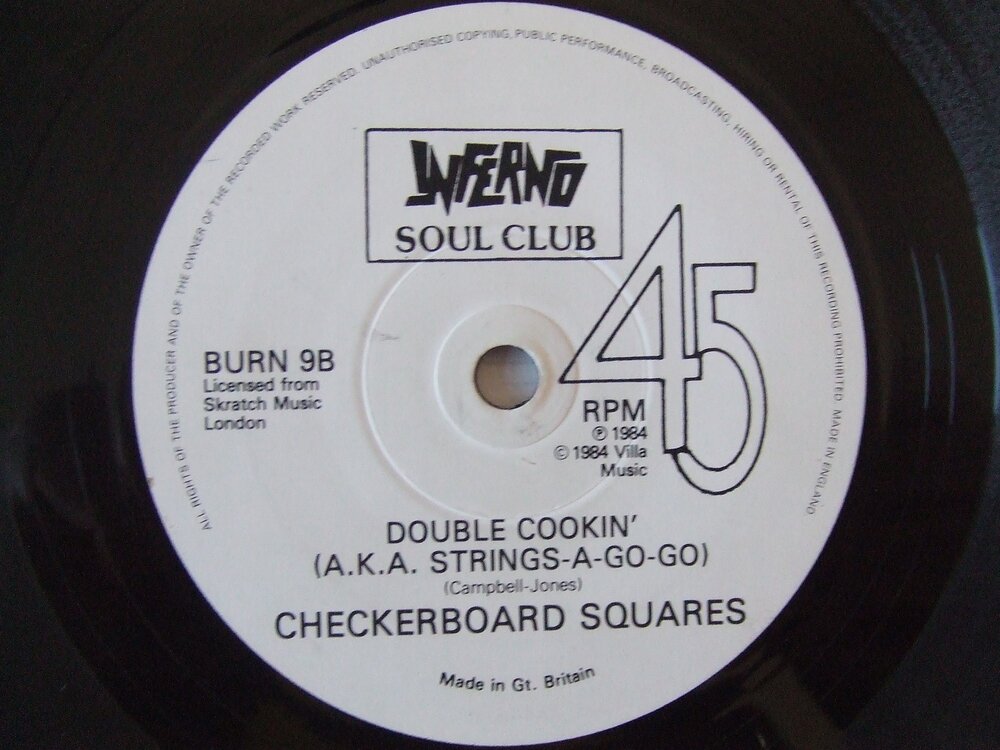 ALL RIGHTS OF THE PRODUCER AND OF THE OWNER OF THE RECORDED WORK RESERVED. UNAUTHORISED COPYING, PUBLIC PERFORMANCE, BROADCASTING, HIRING OR RENTAL OF THIS RECORDING PROHIBITED. MADE IN ENGLAND
INFERNO
SOUL CLUB
45
RPM
℗ 1984
© 1984 Villa
Music
BURN 9B
Licensed from
Skratch Music
London
DOUBLE COOKIN'
(A.K.A. STRINGS-A-GO-GO)
(Campbell-Jones)
CHECKERBOARD SQUARES
Made in Gt. Britain